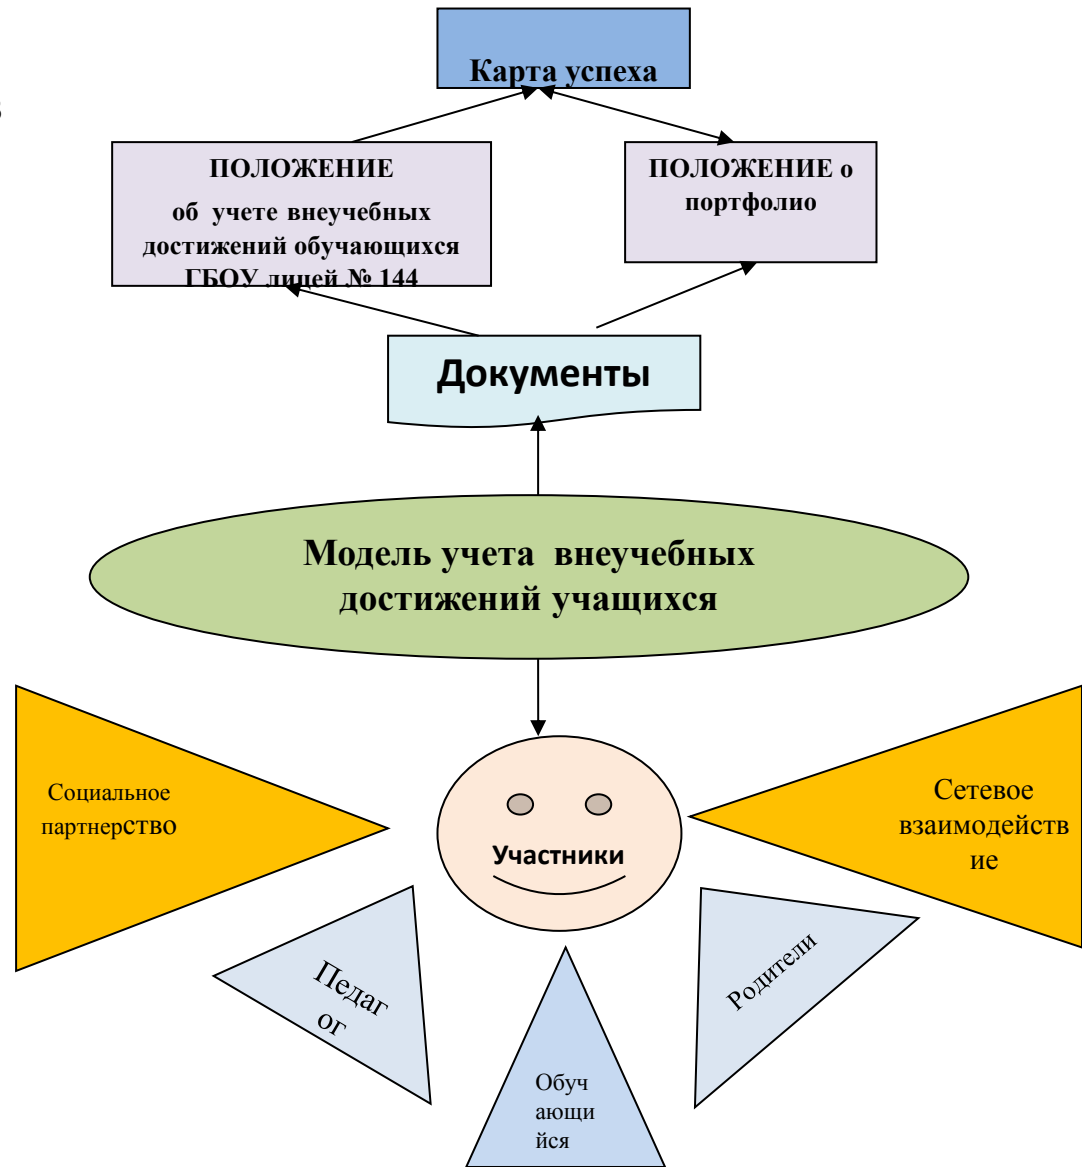 Карта успеха
ПОЛОЖЕНИЕ
об учете внеучебных
достижений обучающихся
ГБОУ лицей № 144
ПОЛОЖЕНИЕ о
портфолио
Документы
Модель учета внеучебных
достижений учащихся
Социальное
партнерство
Сетевое
взаимодейств
ие
Участники
Педаг
ог
Родители
Обуч
ающи
йся